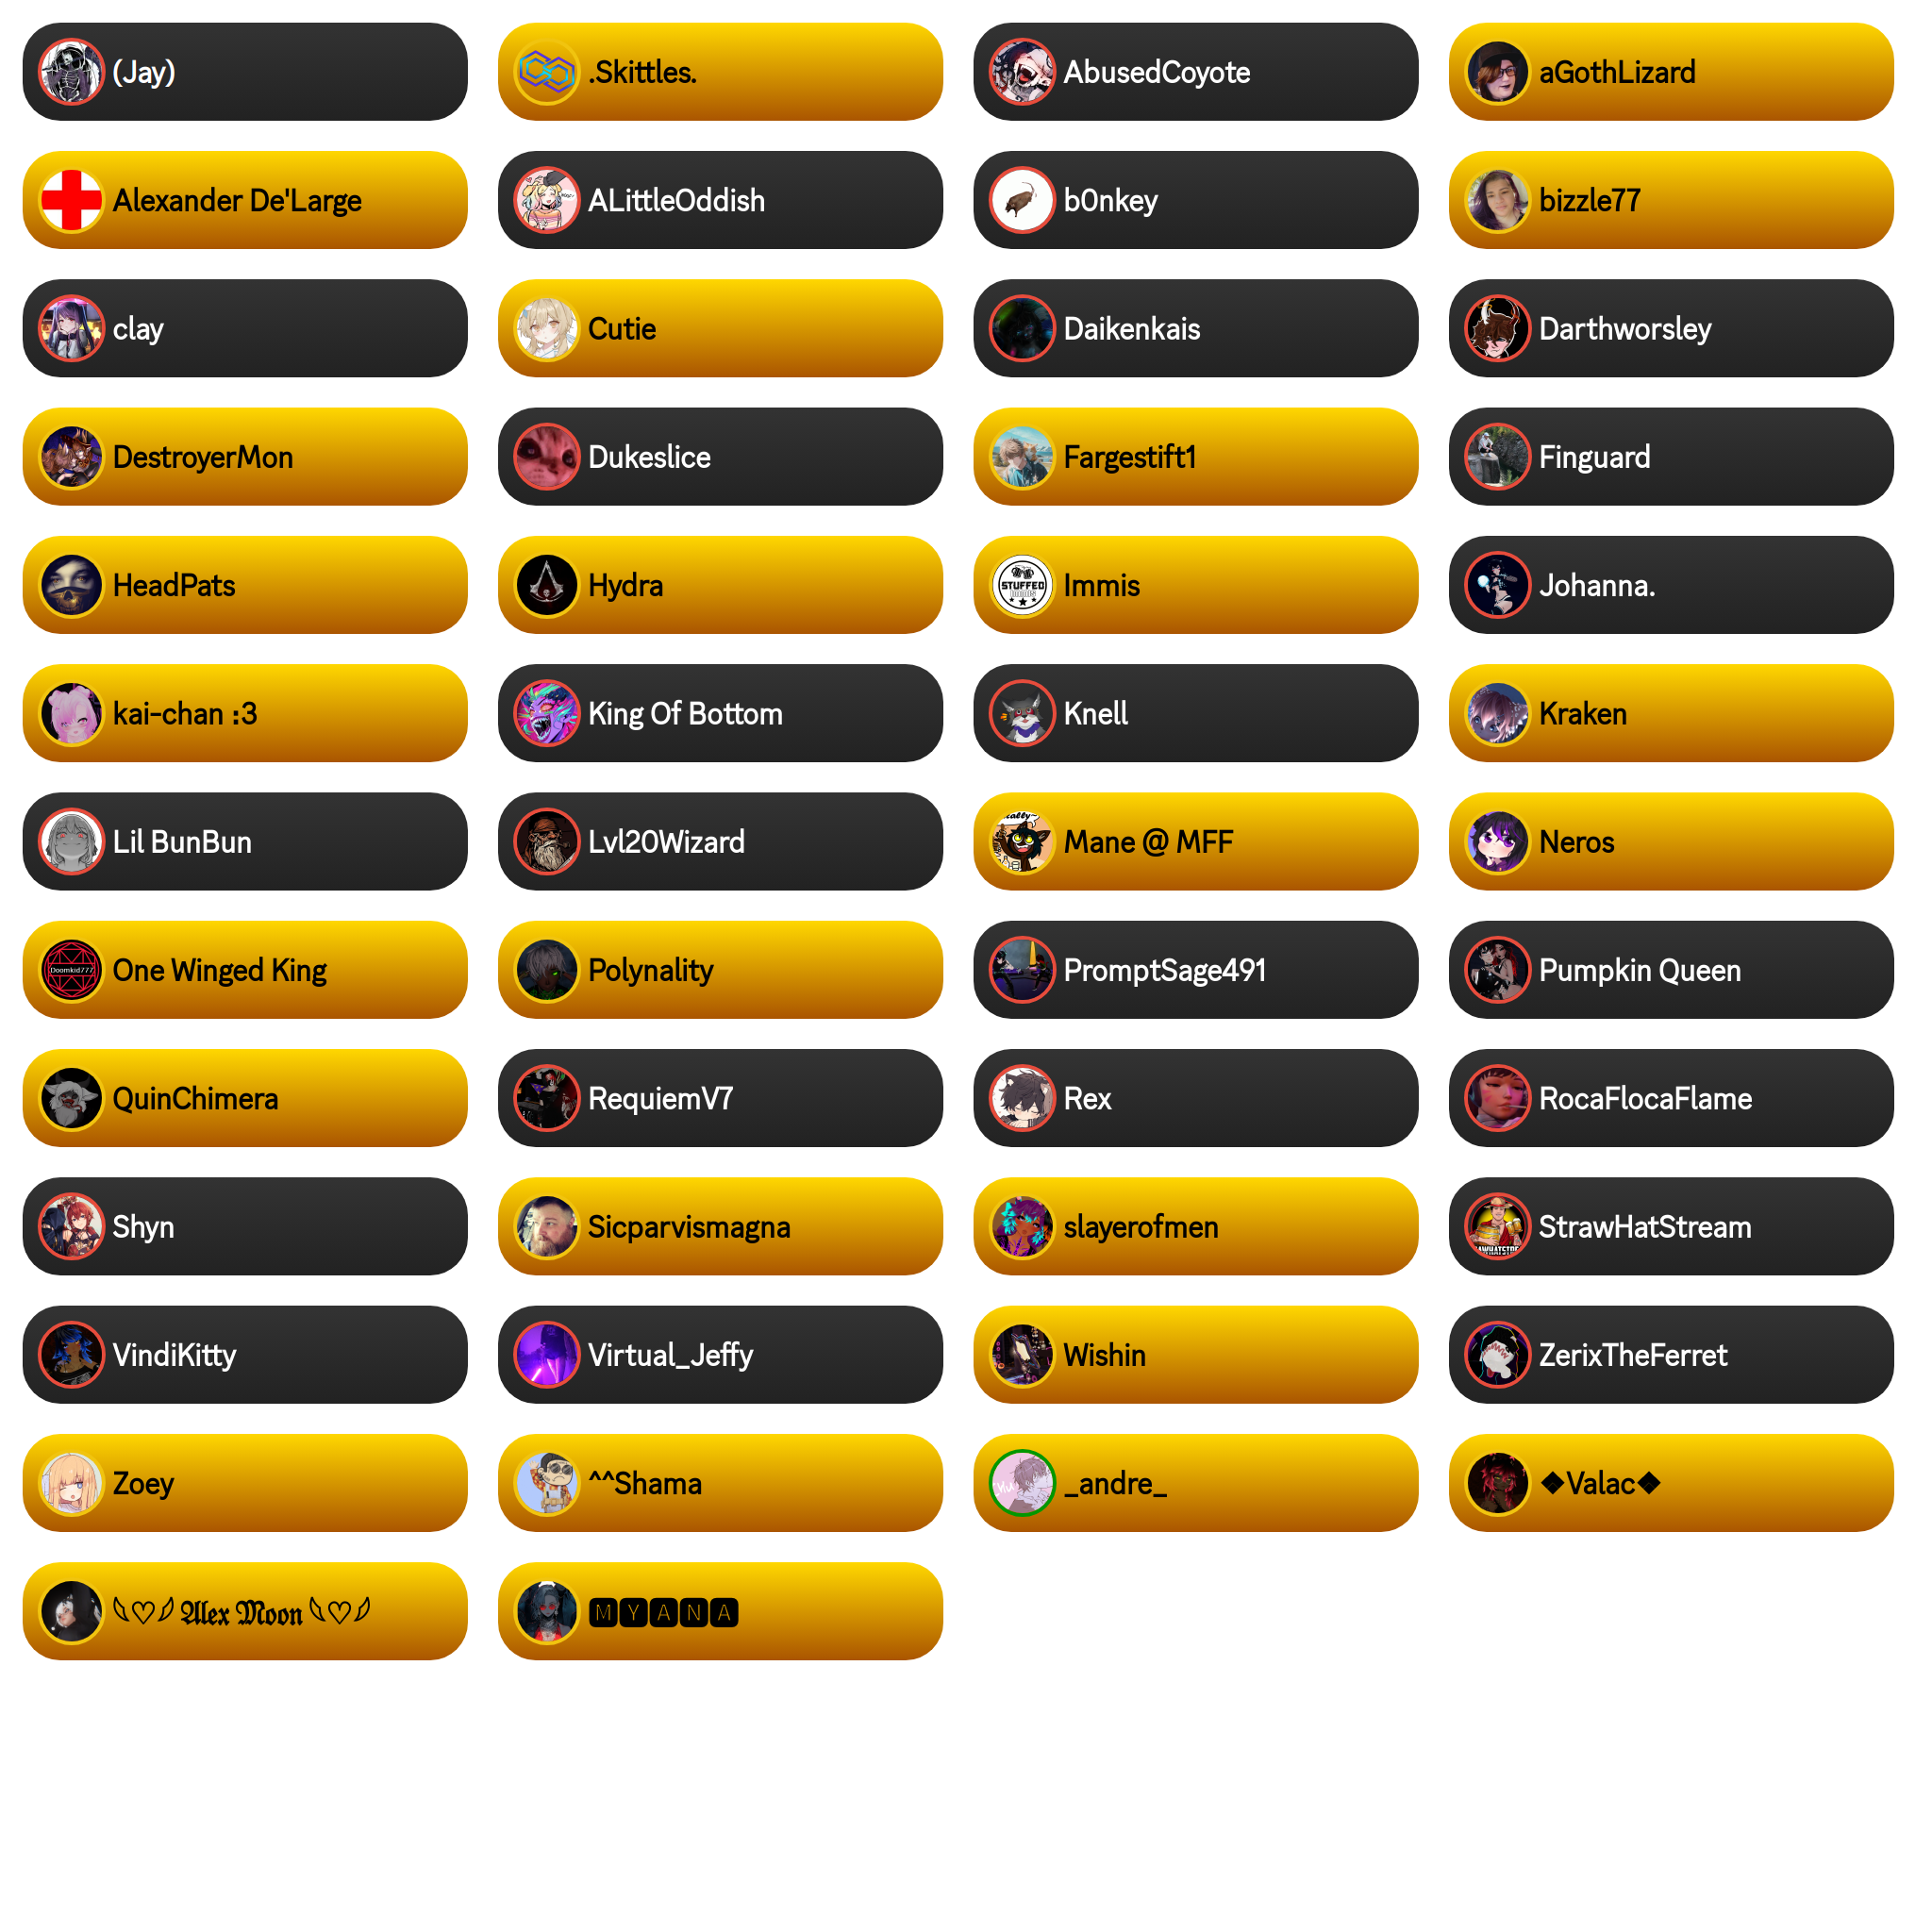 (Jay)
.Skittles.
AbusedCoyote
aGothLizard
Alexander De'Large
ALittleOddish
b0nkey
bizzle77
clay
Cutie
Daikenkais
Darthworsley
DestroyerMon
Dukeslice
Fargestift1
Finguard
HeadPats
Hydra
STUFFED
Immis
Johanna.
kai-chan :3
King Of Bottom
Knell
Kraken
Lil BunBun
Lvl20Wizard
Mane @ MFF
Neros
Doomkid777
One Winged King
Polynality
PromptSage491
Pumpkin Queen
QuinChimera
RequiemV7
Rex
RocaFlocaFlame
Shyn
Sicparvismagna
slayerofmen
StrawHatStream
VindiKitty
Virtual_Jeffy
Wishin
ZerixTheFerret
Zoey
^^Shama
_andre_
❖Valac❖
𓆩♡𓆪 𝕬𝖑𝖊𝖝 𝕸𝖔𝖔𝖓 𓆩♡𓆪
🅼🆈🅰🅽🅰